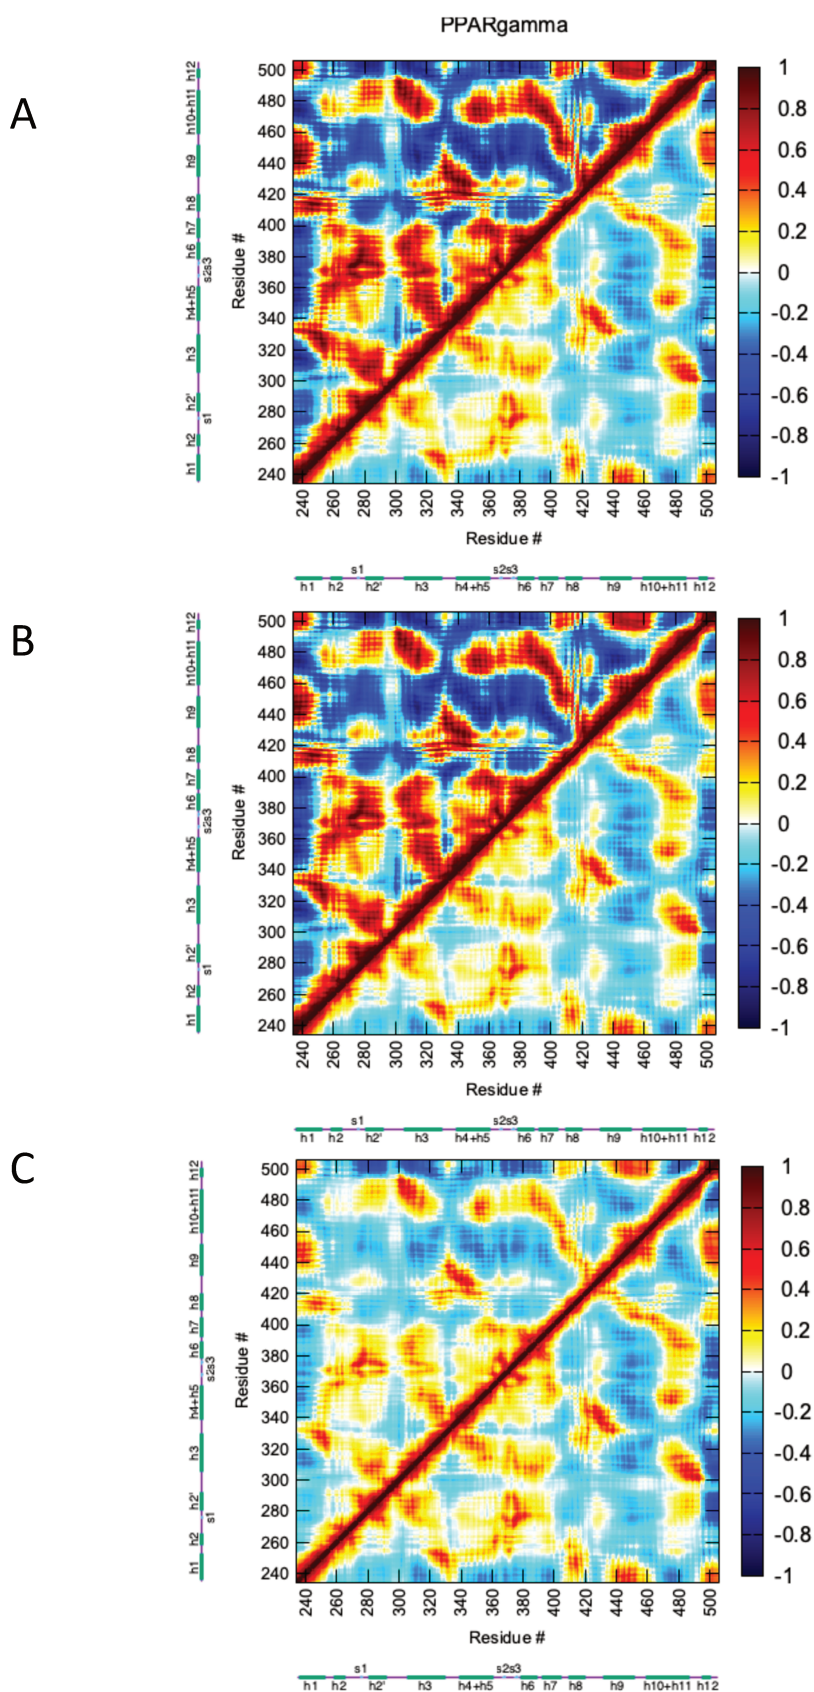 PPARgamma
A
h12
h10+h11
h9
h8
h7
h6
s2s3
h4+h5
h3
h2'
s1
h2
h1
Residue #
500
480
460
440
420
400
380
360
340
320
300
280
260
240
240 260 280 300 320 340 360 380 400 420 440 460 480 500
Residue #
1
0.8
0.6
0.4
0.2
0
-0.2
-0.4
-0.6
-0.8
-1
s1 s2s3
h1 h2 h2' h3 h4+h5 h6 h7 h8 h9 h10+h11 h12
B
h12
h10+h11
h9
h8
h7
h6
s2s3
h4+h5
h3
h2'
s1
h2
h1
Residue #
500
480
460
440
420
400
380
360
340
320
300
280
260
240
240 260 280 300 320 340 360 380 400 420 440 460 480 500
Residue #
1
0.8
0.6
0.4
0.2
0
-0.2
-0.4
-0.6
-0.8
-1
s1 s2s3
h1 h2 h2' h3 h4+h5 h6 h7 h8 h9 h10+h11 h12
C
h12
h10+h11
h9
h8
h7
h6
s2s3
h4+h5
h3
h2'
s1
h2
h1
Residue #
500
480
460
440
420
400
380
360
340
320
300
280
260
240
240 260 280 300 320 340 360 380 400 420 440 460 480 500
Residue #
1
0.8
0.6
0.4
0.2
0
-0.2
-0.4
-0.6
-0.8
-1
s1 s2s3
h1 h2 h2' h3 h4+h5 h6 h7 h8 h9 h10+h11 h12